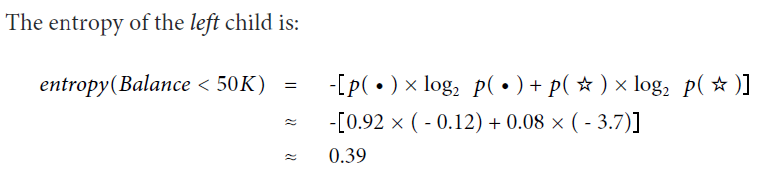 The entropy of the left child is:
entropy(Balance < 50K) = -[p( • ) × log₂ p( • ) + p( ☆ ) × log₂ p( ☆ )]
≈ -[0.92 × ( - 0.12) + 0.08 × ( - 3.7)]
≈ 0.39